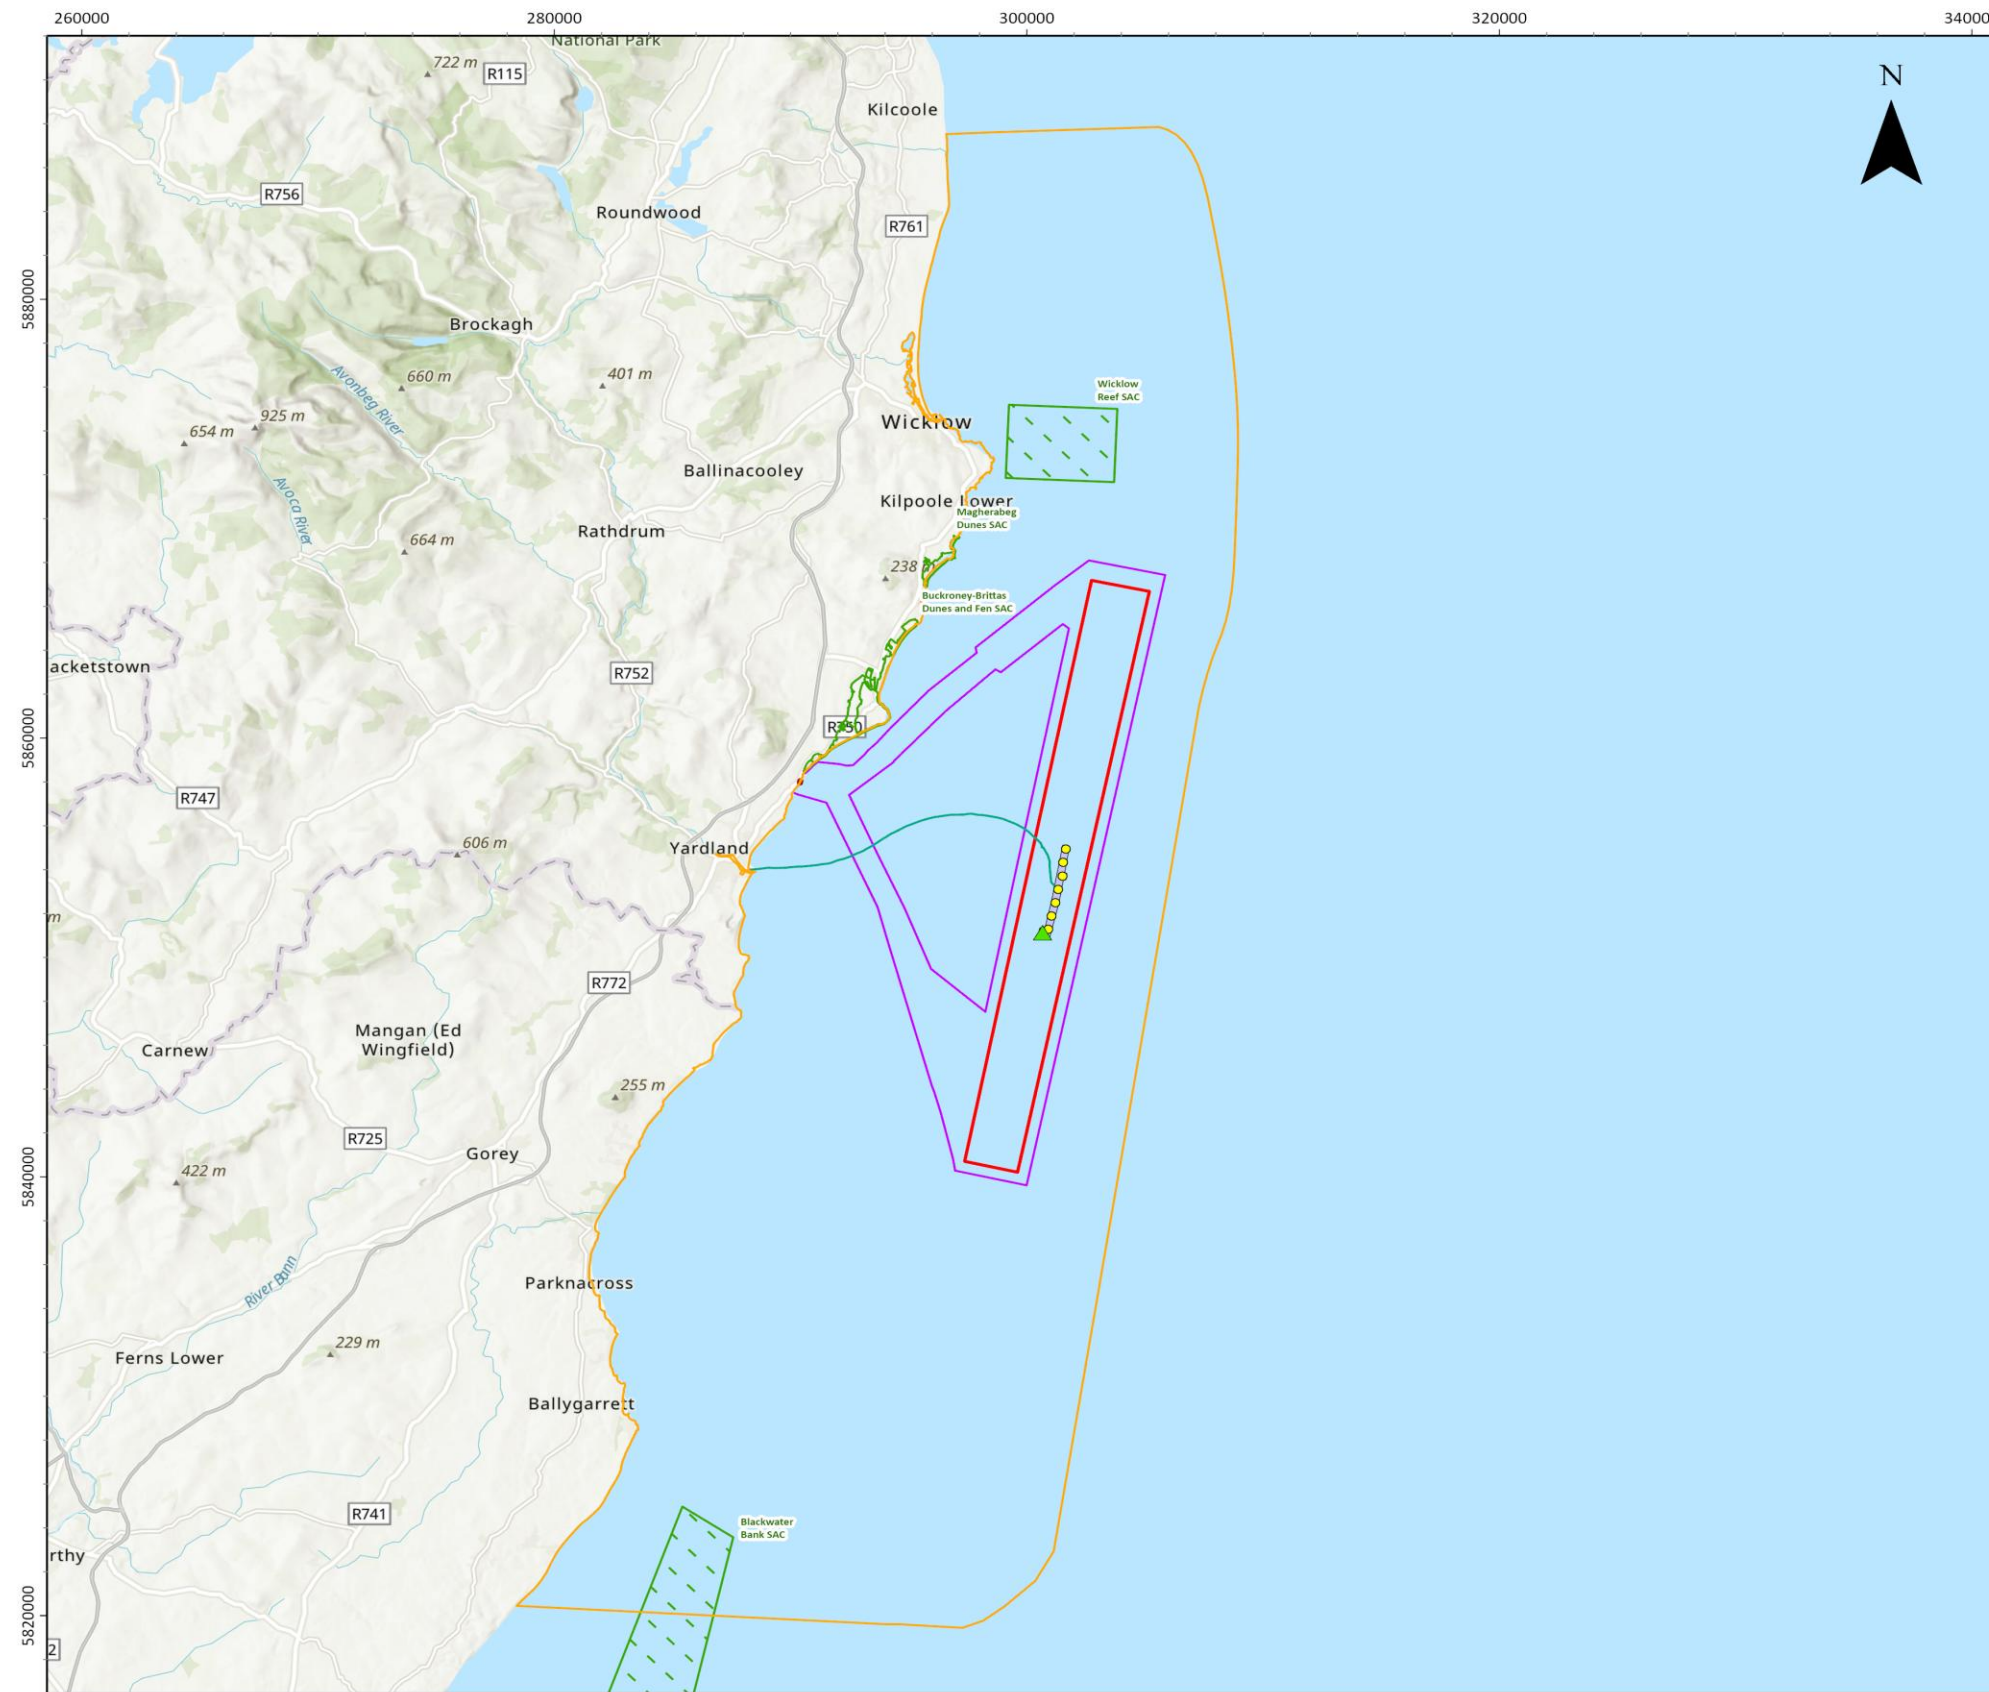 260000
280000
300000
320000
34000
National Park
722 m
R115
N
Kilcoole
R756
Roundwood
R761
5880000
Brockagh
401 m
660 m
Avonbeg River
925 m
654 m
Wicklow
Reef SAC
Wicklow
Ballinacooley
Avoca River
Kilpoole Lower
Magherabeg
Dunes SAC
Rathdrum
664 m
238 m
Buckroney-Brittas
Dunes and Fen SAC
acketstown
R752
5860000
R750
R747
606 m
Yardland
m
R772
Mangan (Ed
Wingfield)
Carnew
255 m
R725
Gorey
5840000
422 m
River Bann
Parknacross
229 m
Ferns Lower
Ballygarrett
R741
Blackwater
Bank SAC
rthy
5820000
2